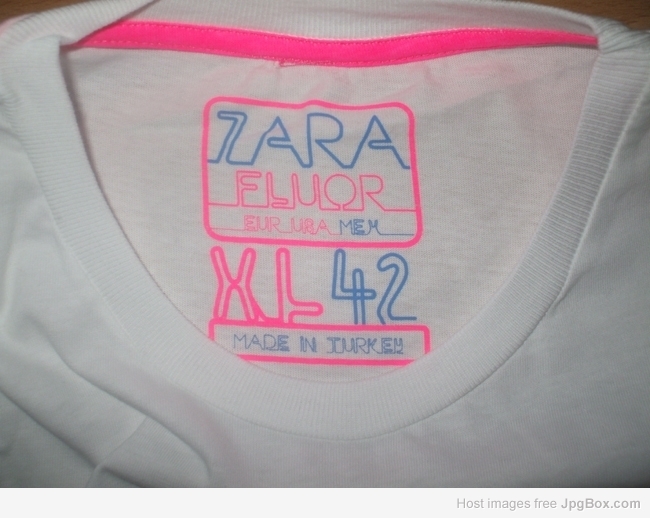 ZARA
FLUOR
EUR USA MEX
XL 42
MADE IN TURKEY
Host images free JpgBox.com